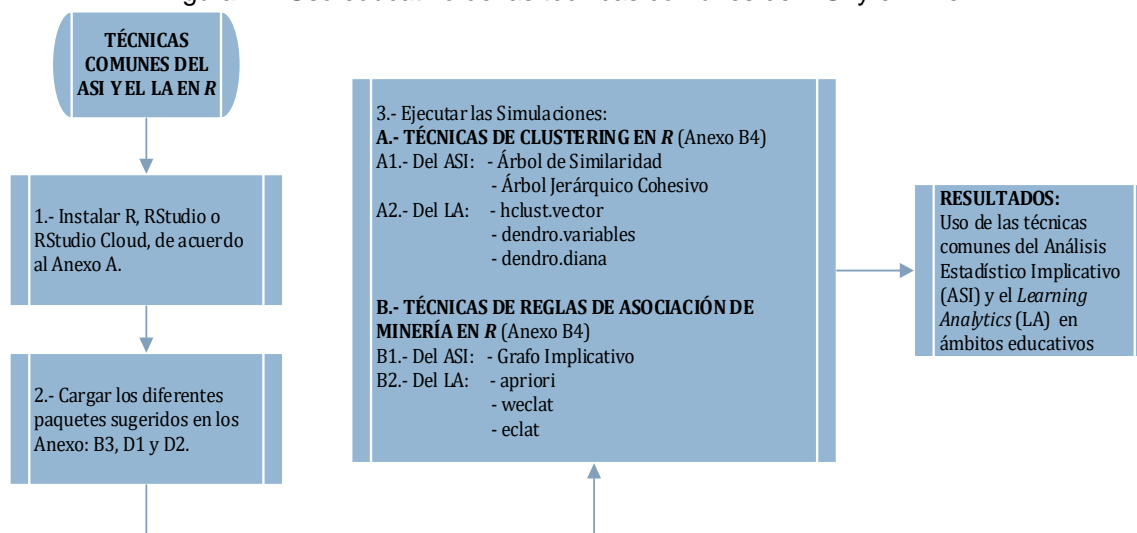 TÉCNICAS
COMUNES DEL
ASI Y EL LA EN R
1.- Instalar R, RStudio o
RStudio Cloud, de acuerdo
al Anexo A.
2.- Cargar los diferentes
paquetes sugeridos en los
Anexo: B3, D1 y D2.
3.- Ejecutar las Simulaciones:
A.- TÉCNICAS DE CLUSTERING EN R (Anexo B4)
A1.- Del ASI: - Árbol de Similaridad
- Árbol Jerárquico Cohesivo
A2.- Del LA: - hclust.vector
- dendro.variables
- dendro.diana
B.- TÉCNICAS DE REGLAS DE ASOCIACIÓN DE
MINERÍA EN R (Anexo B4)
B1.- Del ASI: - Grafo Implicativo
B2.- Del LA: - apriori
- weclat
- eclat
RESULTADOS:
Uso de las técnicas
comunes del Análisis
Estadístico Implicativo
(ASI) y el Learning
Analytics (LA) en
ámbitos educativos